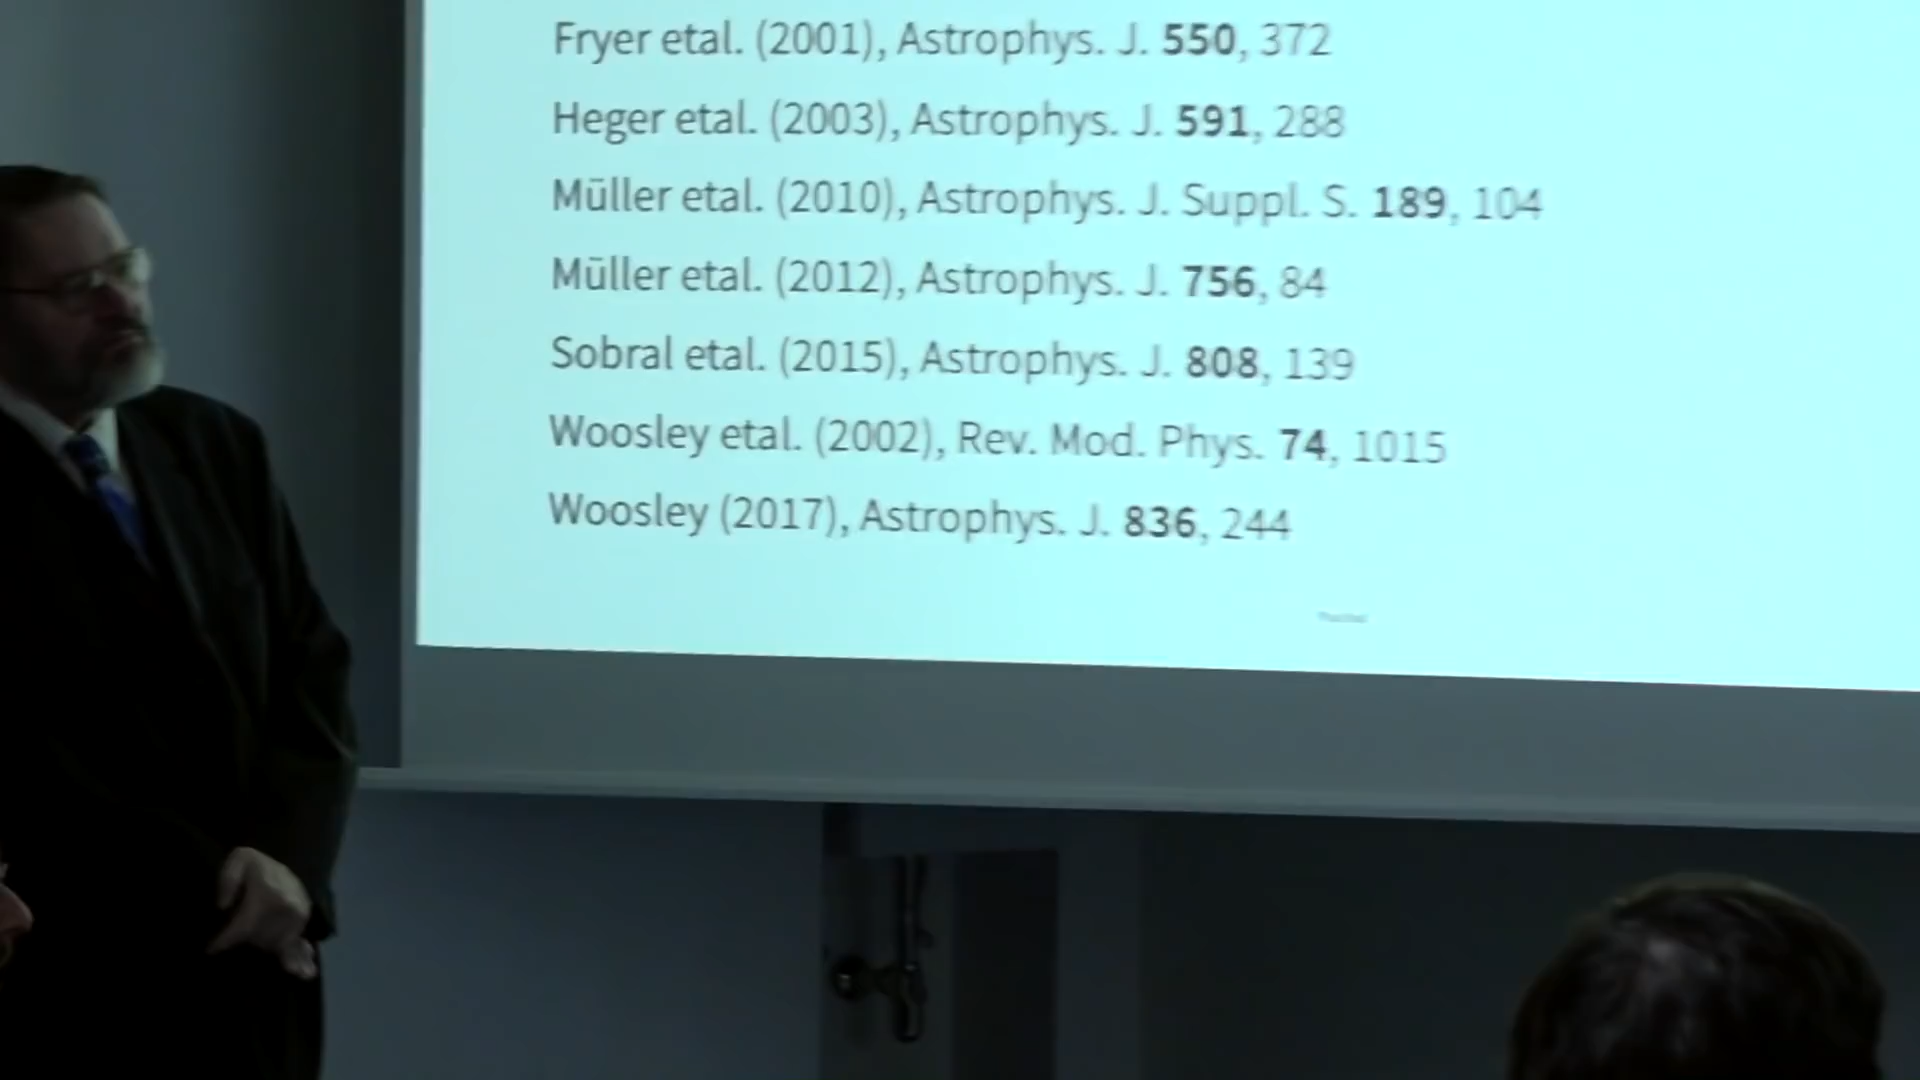 Fryer etal. (2001), Astrophys. J. 550, 372
Heger etal. (2003), Astrophys. J. 591, 288
Müller etal. (2010), Astrophys. J. Suppl. S. 189, 104
Müller etal. (2012), Astrophys. J. 756, 84
Sobral etal. (2015), Astrophys. J. 808, 139
Woosley etal. (2002), Rev. Mod. Phys. 74, 1015
Woosley (2017), Astrophys. J. 836, 244